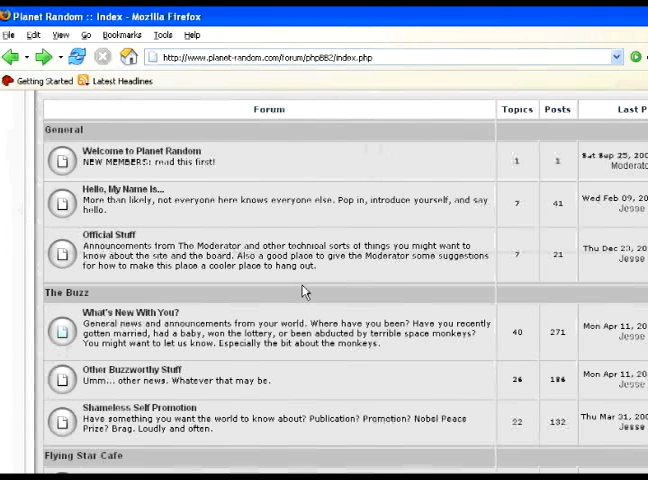 Planet Random :: Index - Mozilla Firefox
File Edit View Go Bookmarks Tools Help
http://www.planet-random.com/forum/phpBB2/index.php
Getting Started Latest Headlines
Forum Topics Posts Last P
General
Welcome to Planet Random
NEW MEMBERS: read this first!
1 1
Sat Sep 25, 200
Moderato
Hello, My Name Is...
More than likely, not everyone here knows everyone else. Pop in, introduce yourself, and say
hello.
7 41
Wed Feb 09, 20
Jesse
Official Stuff
Announcements from The Moderator and other technical sorts of things you might want to
know about the site and the board. Also a good place to give the Moderator some suggestions
for how to make this place a cooler place to hang out.
7 21
Thu Dec 23, 20
Jesse
The Buzz
What's New With You?
General news and announcements from your world. Where have you been? Have you recently
gotten married, had a baby, won the lottery, or been abducted by terrible space monkeys?
You might want to let us know. Especially the bit about the monkeys.
40 271
Mon Apr 11, 20
Jesse
Other Buzzworthy Stuff
Umm... other news. Whatever that may be.
26 186
Mon Apr 11, 20
Jesse
Shameless Self Promotion
Have something you want the world to know about? Publication? Promotion? Nobel Peace
Prize? Brag. Loudly and often.
22 132
Thu Mar 31, 200
Jesse
Flying Star Cafe